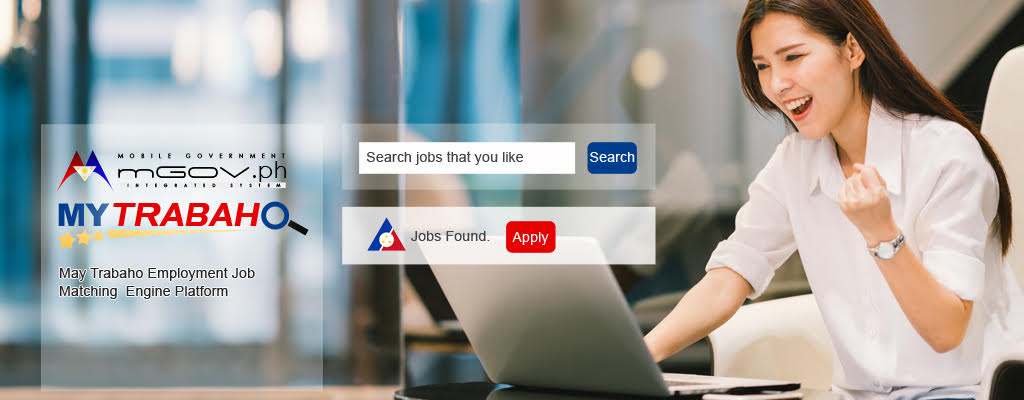 MOBILE GOVERNMENT
mGOV.ph
INTEGRATED SYSTEM
MY TRABAHO
May Trabaho Employment Job
Matching  Engine Platform
Search jobs that you like
Search
Jobs Found.
Apply